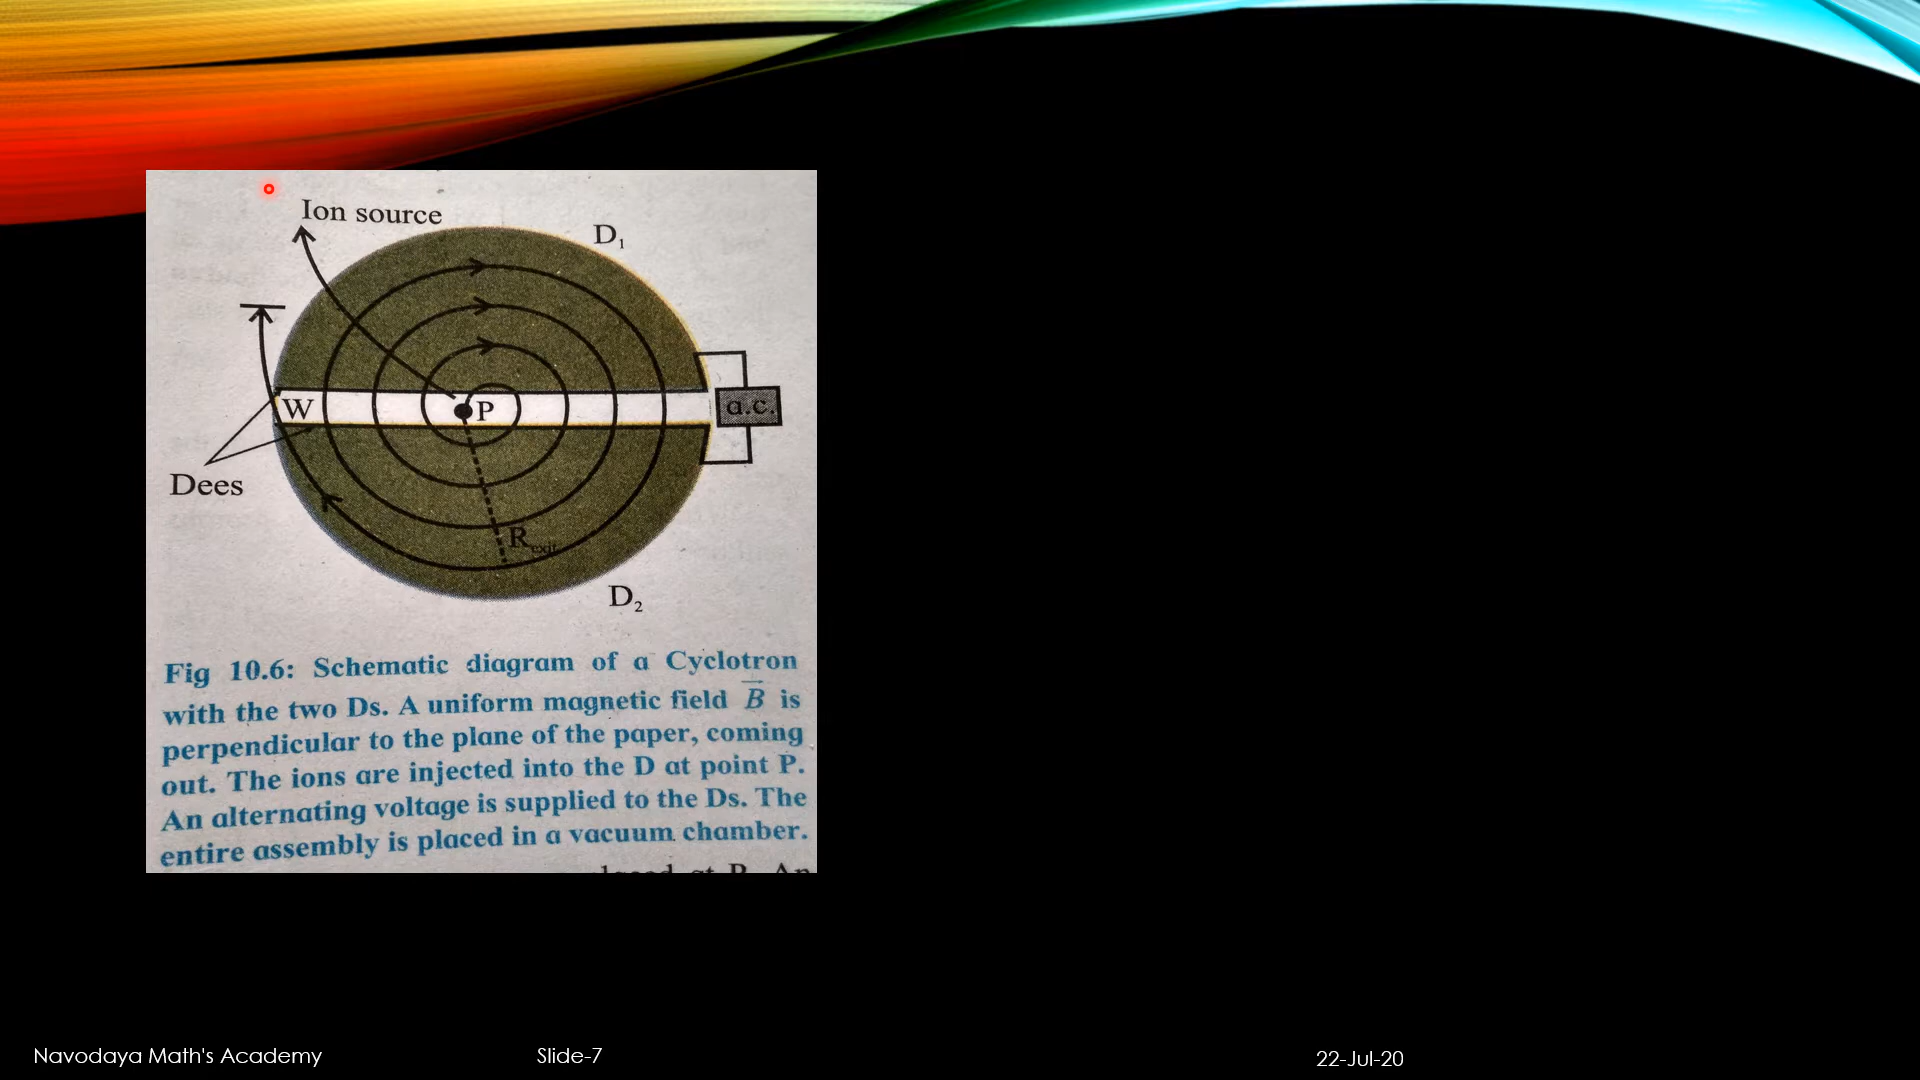 Ion source
D₁
W
P
a.c.
Dees
R exit
D₂
Fig 10.6: Schematic diagram of a Cyclotron
with the two Ds. A uniform magnetic field B⃗ is
perpendicular to the plane of the paper, coming
out. The ions are injected into the D at point P.
An alternating voltage is supplied to the Ds. The
entire assembly is placed in a vacuum chamber.
at P. An
Navodaya Math's Academy
Slide-7
22-Jul-20